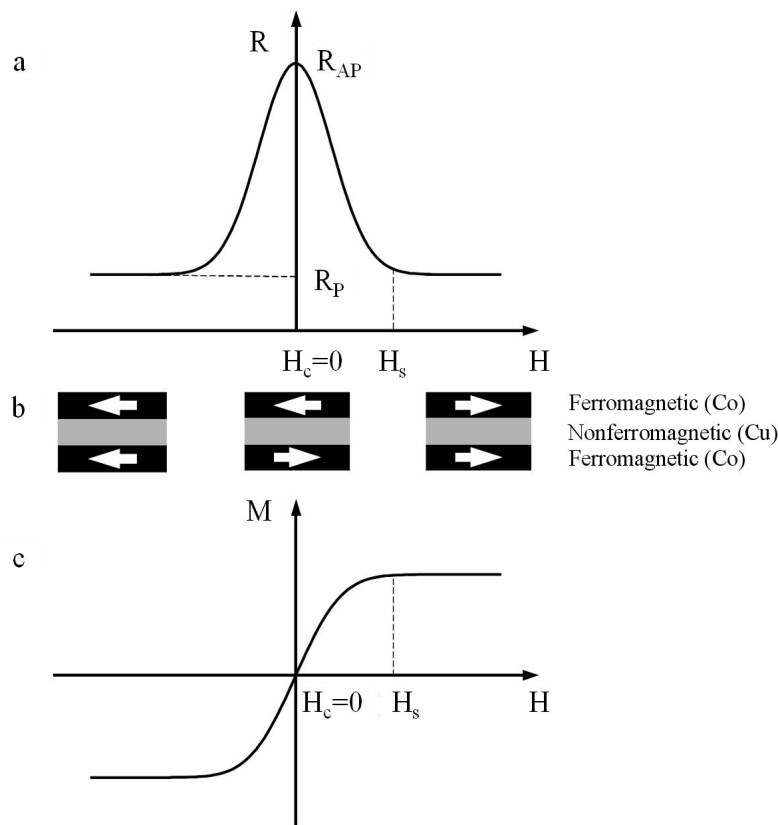 a
R
R_AP
R_P
H_c=0
H_s
H
b
Ferromagnetic (Co)
Nonferromagnetic (Cu)
Ferromagnetic (Co)
M
c
H_c=0
H_s
H